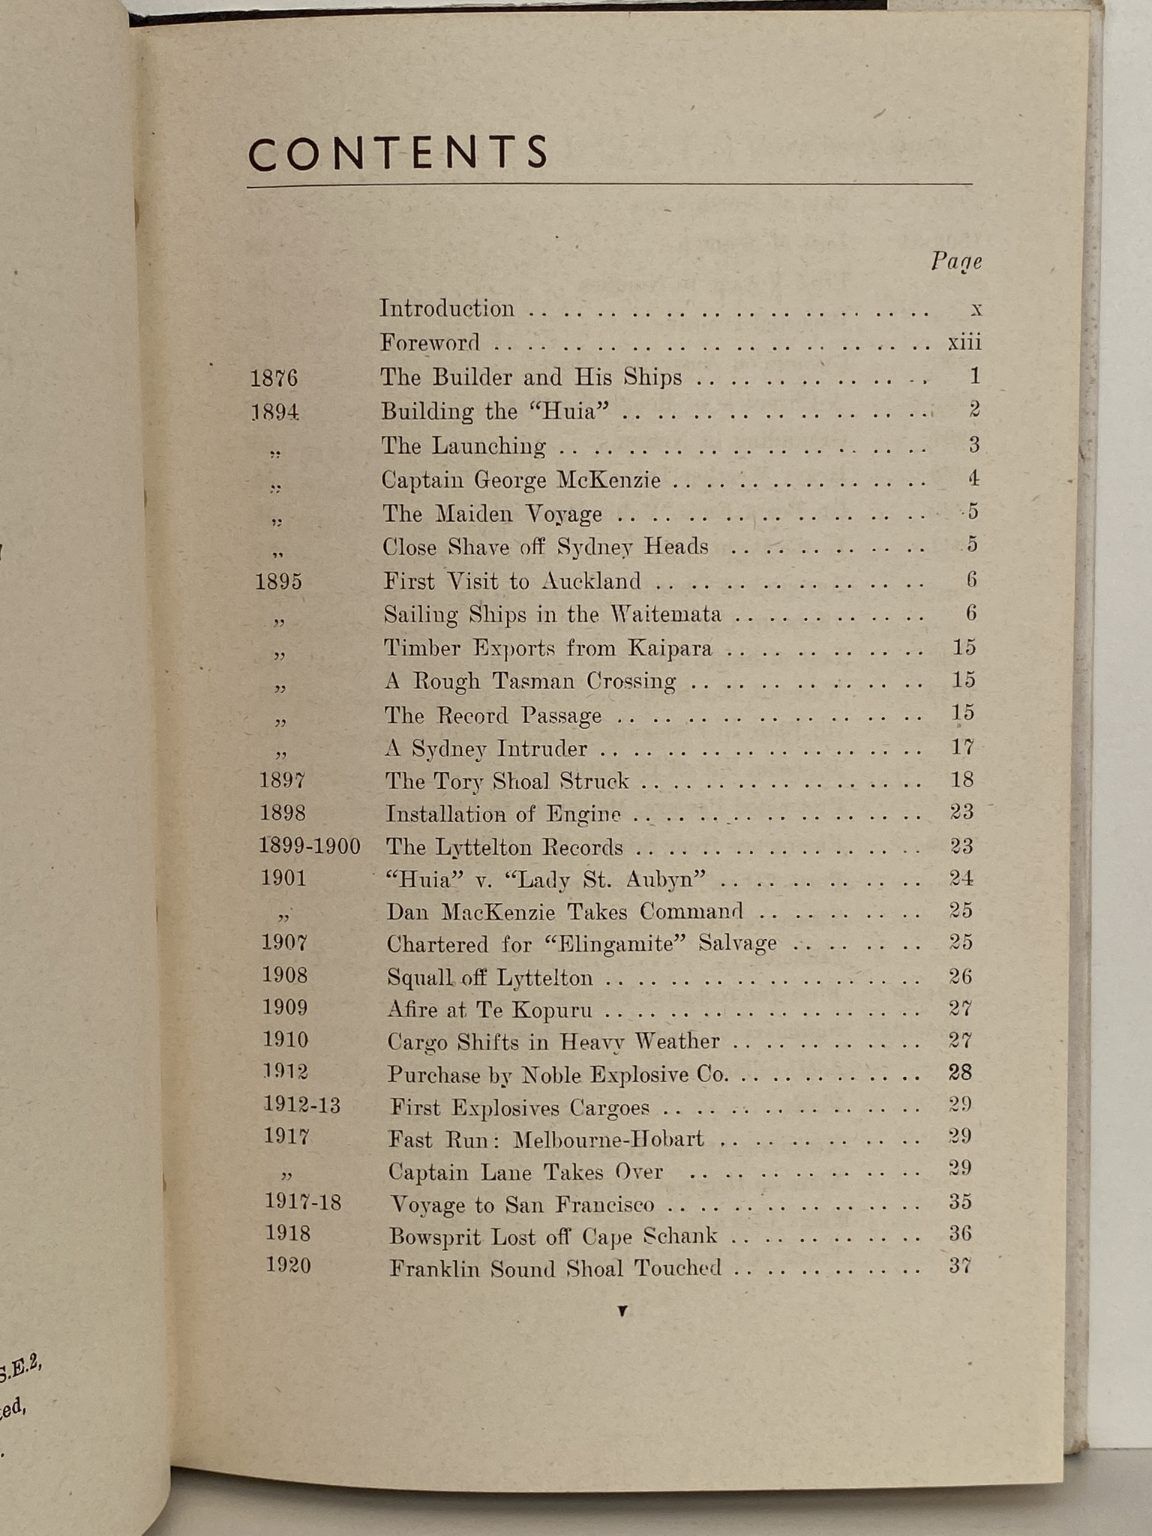 CONTENTS
Page
Introduction . . . . . . . . . . . . . . . . . . . . . . . . x
Foreword . . . . . . . . . . . . . . . . . . . . . . . . . . xiii
1876 The Builder and His Ships . . . . . . . . . . . . . . 1
1894 Building the “Huia” . . . . . . . . . . . . . . . . . . 2
„ The Launching . . . . . . . . . . . . . . . . . . . . . . 3
„ Captain George McKenzie . . . . . . . . . . . . . . . 4
„ The Maiden Voyage . . . . . . . . . . . . . . . . . . 5
„ Close Shave off Sydney Heads . . . . . . . . . . . . 5
1895 First Visit to Auckland . . . . . . . . . . . . . . . . 6
„ Sailing Ships in the Waitemata . . . . . . . . . . . . 6
„ Timber Exports from Kaipara . . . . . . . . . . . . 15
„ A Rough Tasman Crossing . . . . . . . . . . . . . . 15
„ The Record Passage . . . . . . . . . . . . . . . . . . 15
„ A Sydney Intruder . . . . . . . . . . . . . . . . . . . 17
1897 The Tory Shoal Struck . . . . . . . . . . . . . . . . . 18
1898 Installation of Engine . . . . . . . . . . . . . . . . . . 23
1899-1900 The Lyttelton Records . . . . . . . . . . . . . . . . . 23
1901 “Huia” v. “Lady St. Aubyn” . . . . . . . . . . . . . 24
„ Dan MacKenzie Takes Command . . . . . . . . . . 25
1907 Chartered for “Elingamite” Salvage . . . . . . . . 25
1908 Squall off Lyttelton . . . . . . . . . . . . . . . . . . . 26
1909 Afire at Te Kopuru . . . . . . . . . . . . . . . . . . . 27
1910 Cargo Shifts in Heavy Weather . . . . . . . . . . . . 27
1912 Purchase by Noble Explosive Co. . . . . . . . . . . . 28
1912-13 First Explosives Cargoes . . . . . . . . . . . . . . . . 29
1917 Fast Run: Melbourne-Hobart . . . . . . . . . . . . . 29
„ Captain Lane Takes Over . . . . . . . . . . . . . . 29
1917-18 Voyage to San Francisco . . . . . . . . . . . . . . . . 35
1918 Bowsprit Lost off Cape Schank . . . . . . . . . . . . 36
1920 Franklin Sound Shoal Touched . . . . . . . . . . . . 37
v
S.E.2,